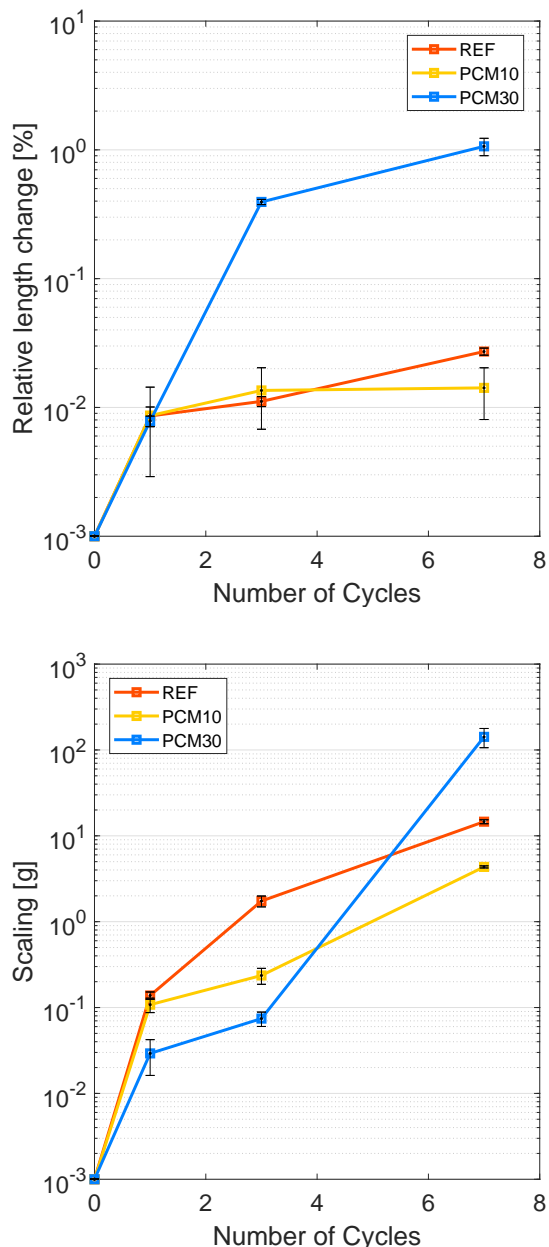 10^1
REF
PCM10
PCM30
10^0
10^-1
10^-2
10^-3
Relative length change [%]
0 2 4 6 8
Number of Cycles
10^3
REF
PCM10
PCM30
10^2
10^1
10^0
10^-1
10^-2
10^-3
Scaling [g]
0 2 4 6 8
Number of Cycles